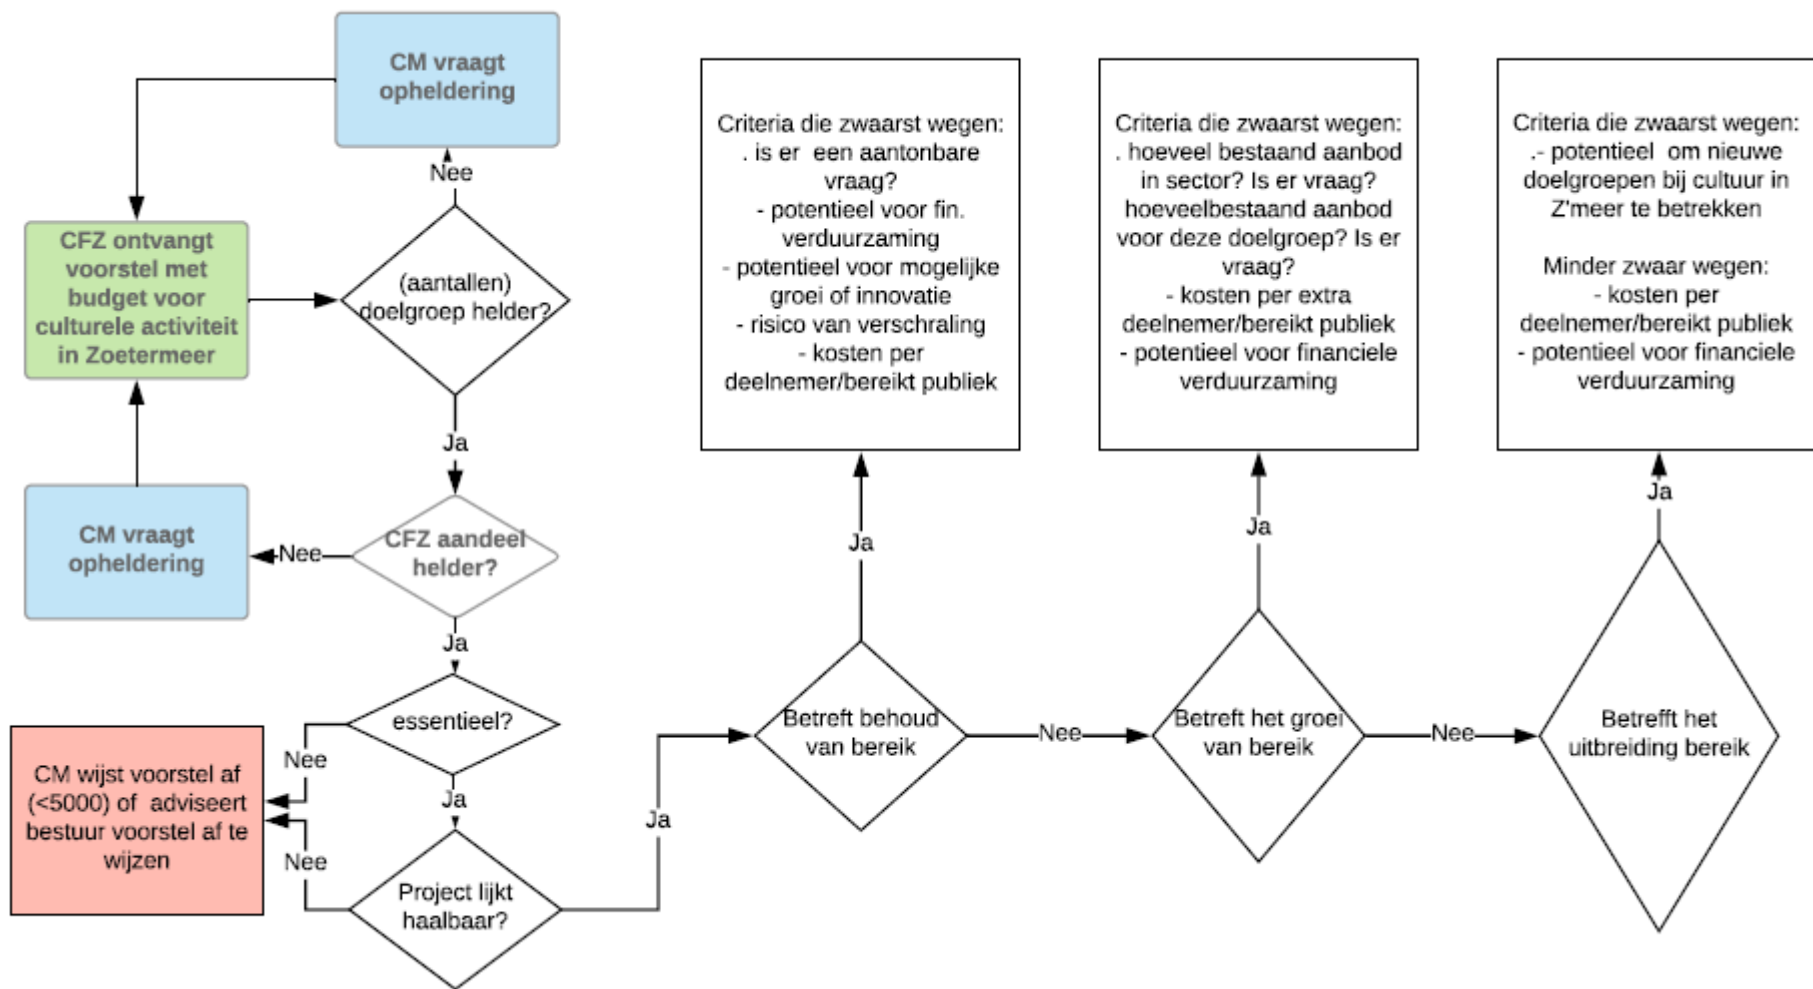 CM vraagt
opheldering
Nee
CFZ ontvangt
voorstel met
budget voor
culturele activiteit
in Zoetermeer
(aantallen)
doelgroep helder?
Ja
CM vraagt
opheldering
Nee
CFZ aandeel
helder?
Ja
essentieel?
Nee
Ja
CM wijst voorstel af
(<5000) of  adviseert
bestuur voorstel af te
wijzen
Nee
Project lijkt
haalbaar?
Ja
Betreft behoud
van bereik
Ja
Criteria die zwaarst wegen:
. is er  een aantonbare
vraag?
- potentieel voor fin.
verduurzaming
- potentieel voor mogelijke
groei of innovatie
- risico van verschraling
- kosten per
deelnemer/bereikt publiek
Nee
Betreft het groei
van bereik
Ja
Criteria die zwaarst wegen:
. hoeveel bestaand aanbod
in sector? Is er vraag?
hoeveelbestaand aanbod
voor deze doelgroep? Is er
vraag?
- kosten per extra
deelnemer/bereikt publiek
- potentieel voor financiele
verduurzaming
Nee
Betrefft het
uitbreiding bereik
Ja
Criteria die zwaarst wegen:
.- potentieel  om nieuwe
doelgroepen bij cultuur in
Z'meer te betrekken
Minder zwaar wegen:
- kosten per
deelnemer/bereikt publiek
- potentieel voor financiele
verduurzaming